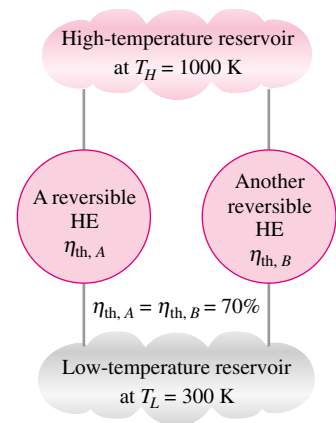 High-temperature reservoir
at T_H = 1000 K
A reversible
HE
η_th, A
Another
reversible
HE
η_th, B
η_th, A = η_th, B = 70%
Low-temperature reservoir
at T_L = 300 K